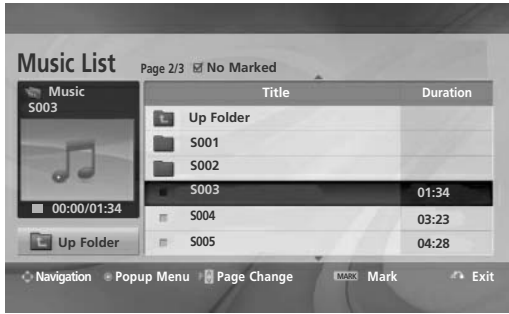 Music List Page 2/3 No Marked
Music
S003
00:00/01:34
Up Folder
Title Duration
Up Folder
S001
S002
S003 01:34
S004 03:23
S005 04:28
Navigation Popup Menu Page Change MARK Mark Exit